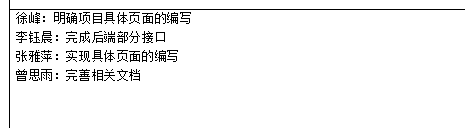 徐峰：明确项目具体页面的编写
李钰晨：完成后端部分接口
张雅萍：实现具体页面的编写
曾思雨：完善相关文档